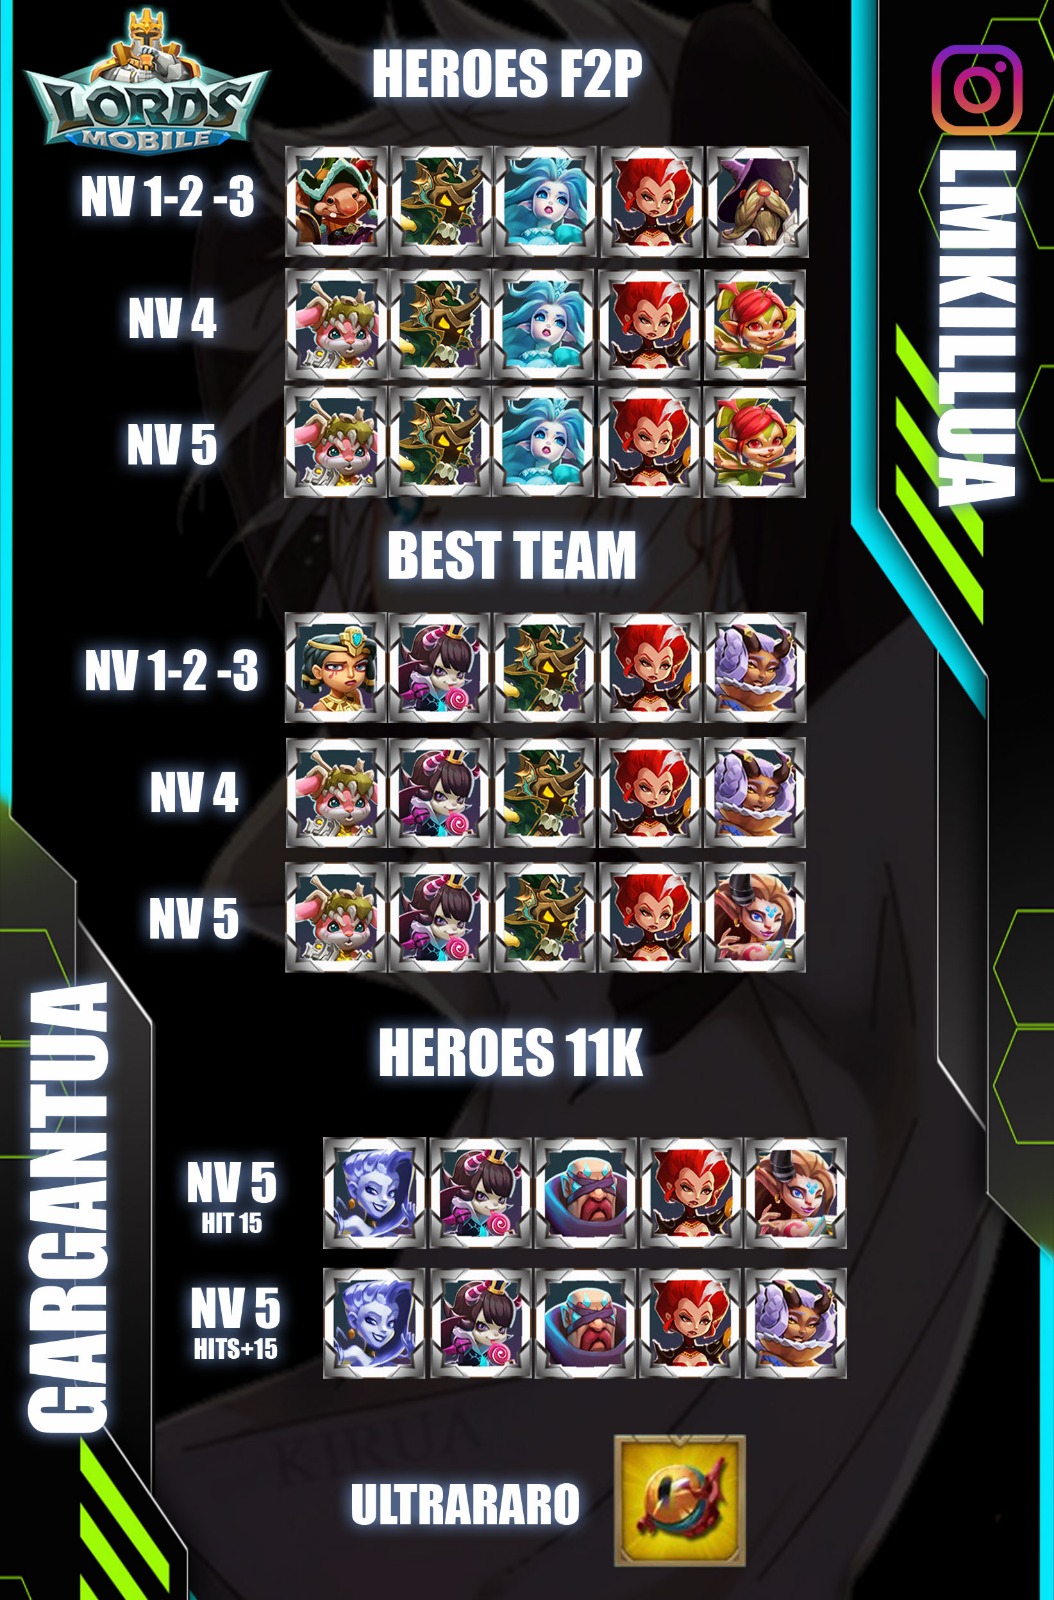 LORDS
MOBILE
HEROES F2P
NV 1-2 -3
NV 4
NV 5
BEST TEAM
NV 1-2 -3
NV 4
NV 5
HEROES 11K
NV 5
HIT 15
NV 5
HITS+15
KIRUA
ULTRARARO
LMKILLUA
GARGANTUA